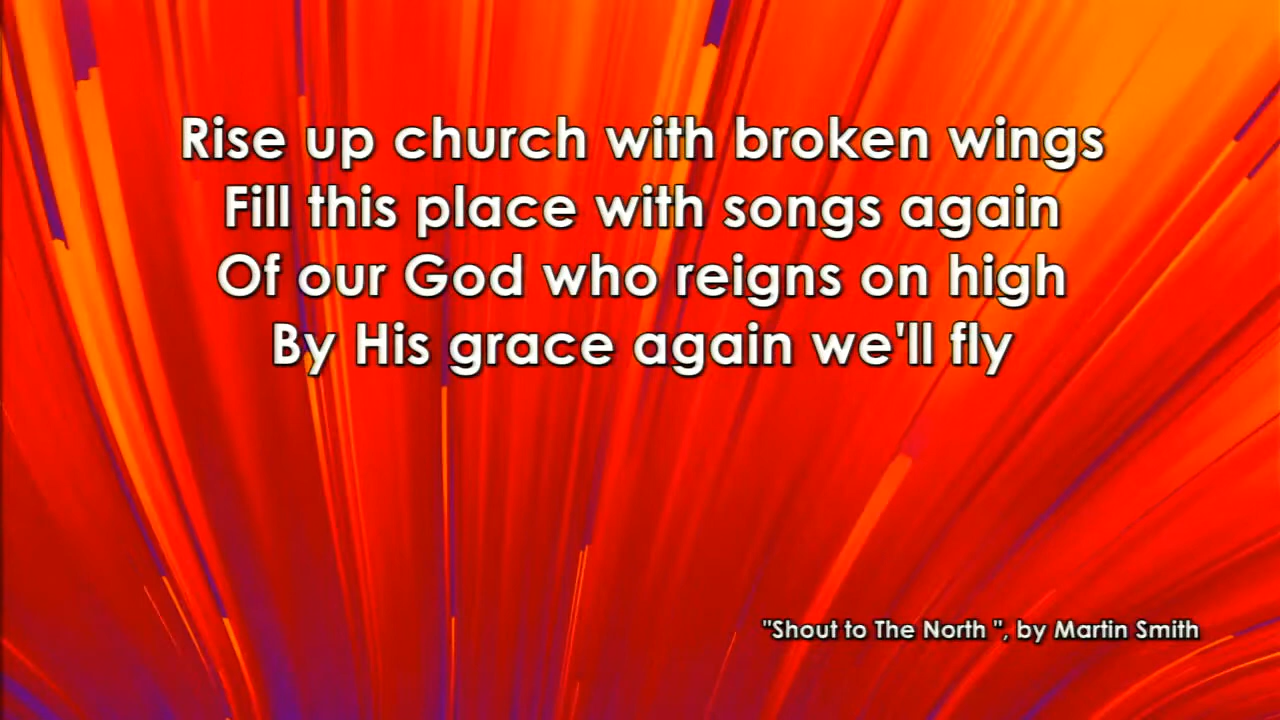 Rise up church with broken wings
Fill this place with songs again
Of our God who reigns on high
By His grace again we'll fly
"Shout to The North ", by Martin Smith